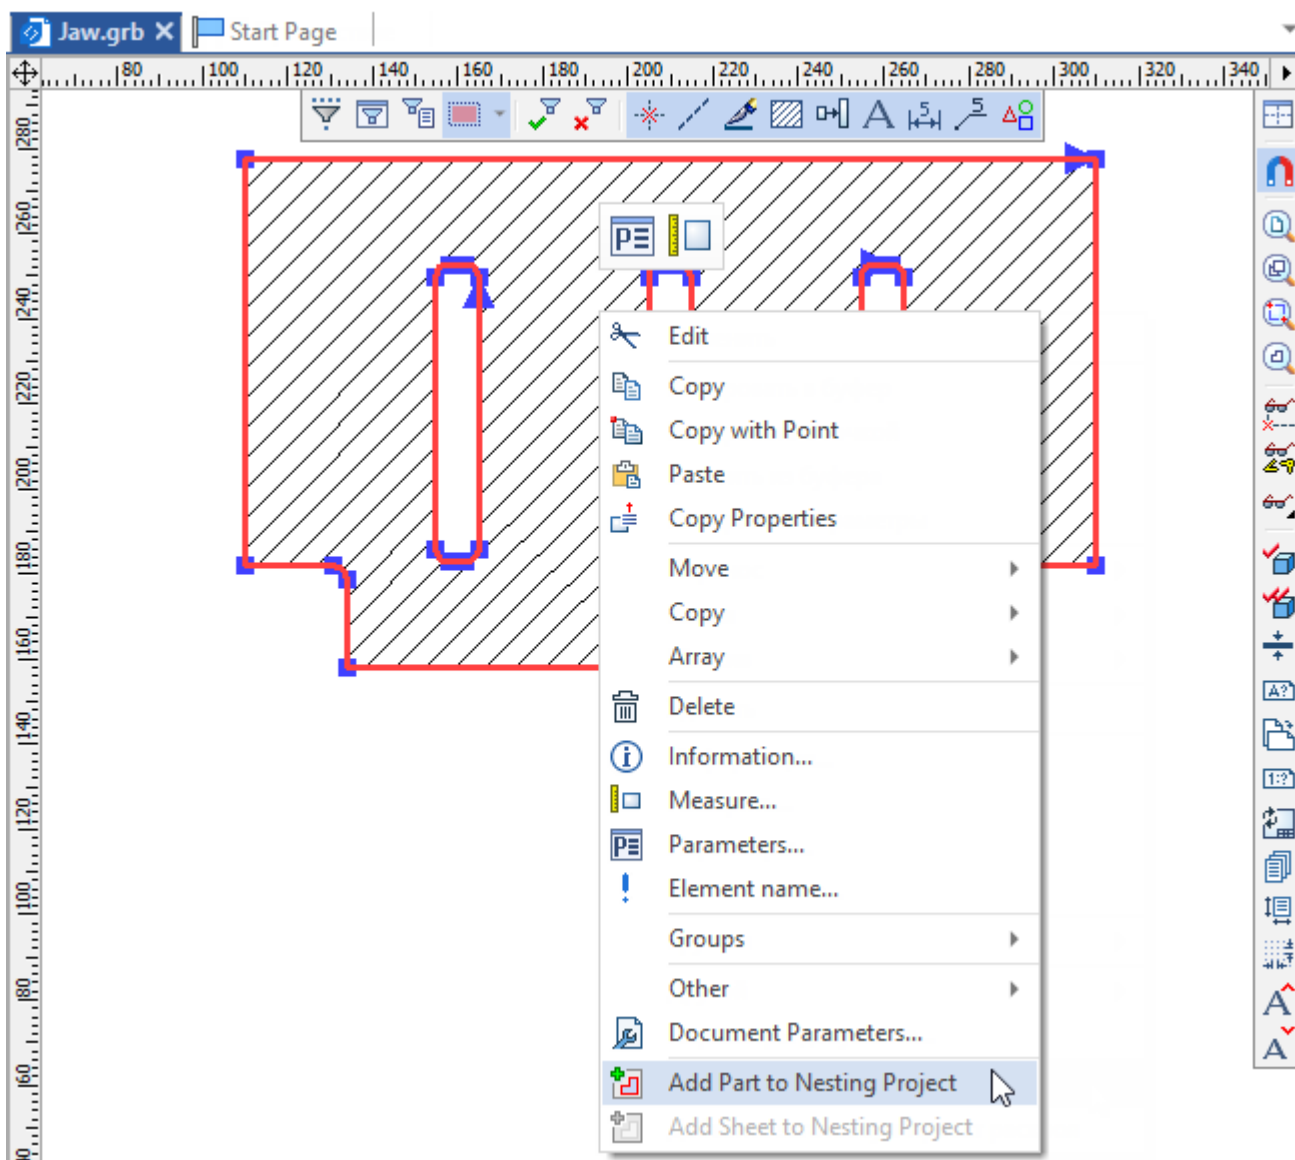 Jaw.grb
Start Page
80 100 120 140 160 180 200 220 240 260 280 300 320 340
280
260
240
220
200
180
160
140
120
100
80
60
A 5 5
Edit
Copy
Copy with Point
Paste
Copy Properties
Move
Copy
Array
Delete
Information...
Measure...
Parameters...
Element name...
Groups
Other
Document Parameters...
Add Part to Nesting Project
Add Sheet to Nesting Project
A?
1:?
A
A